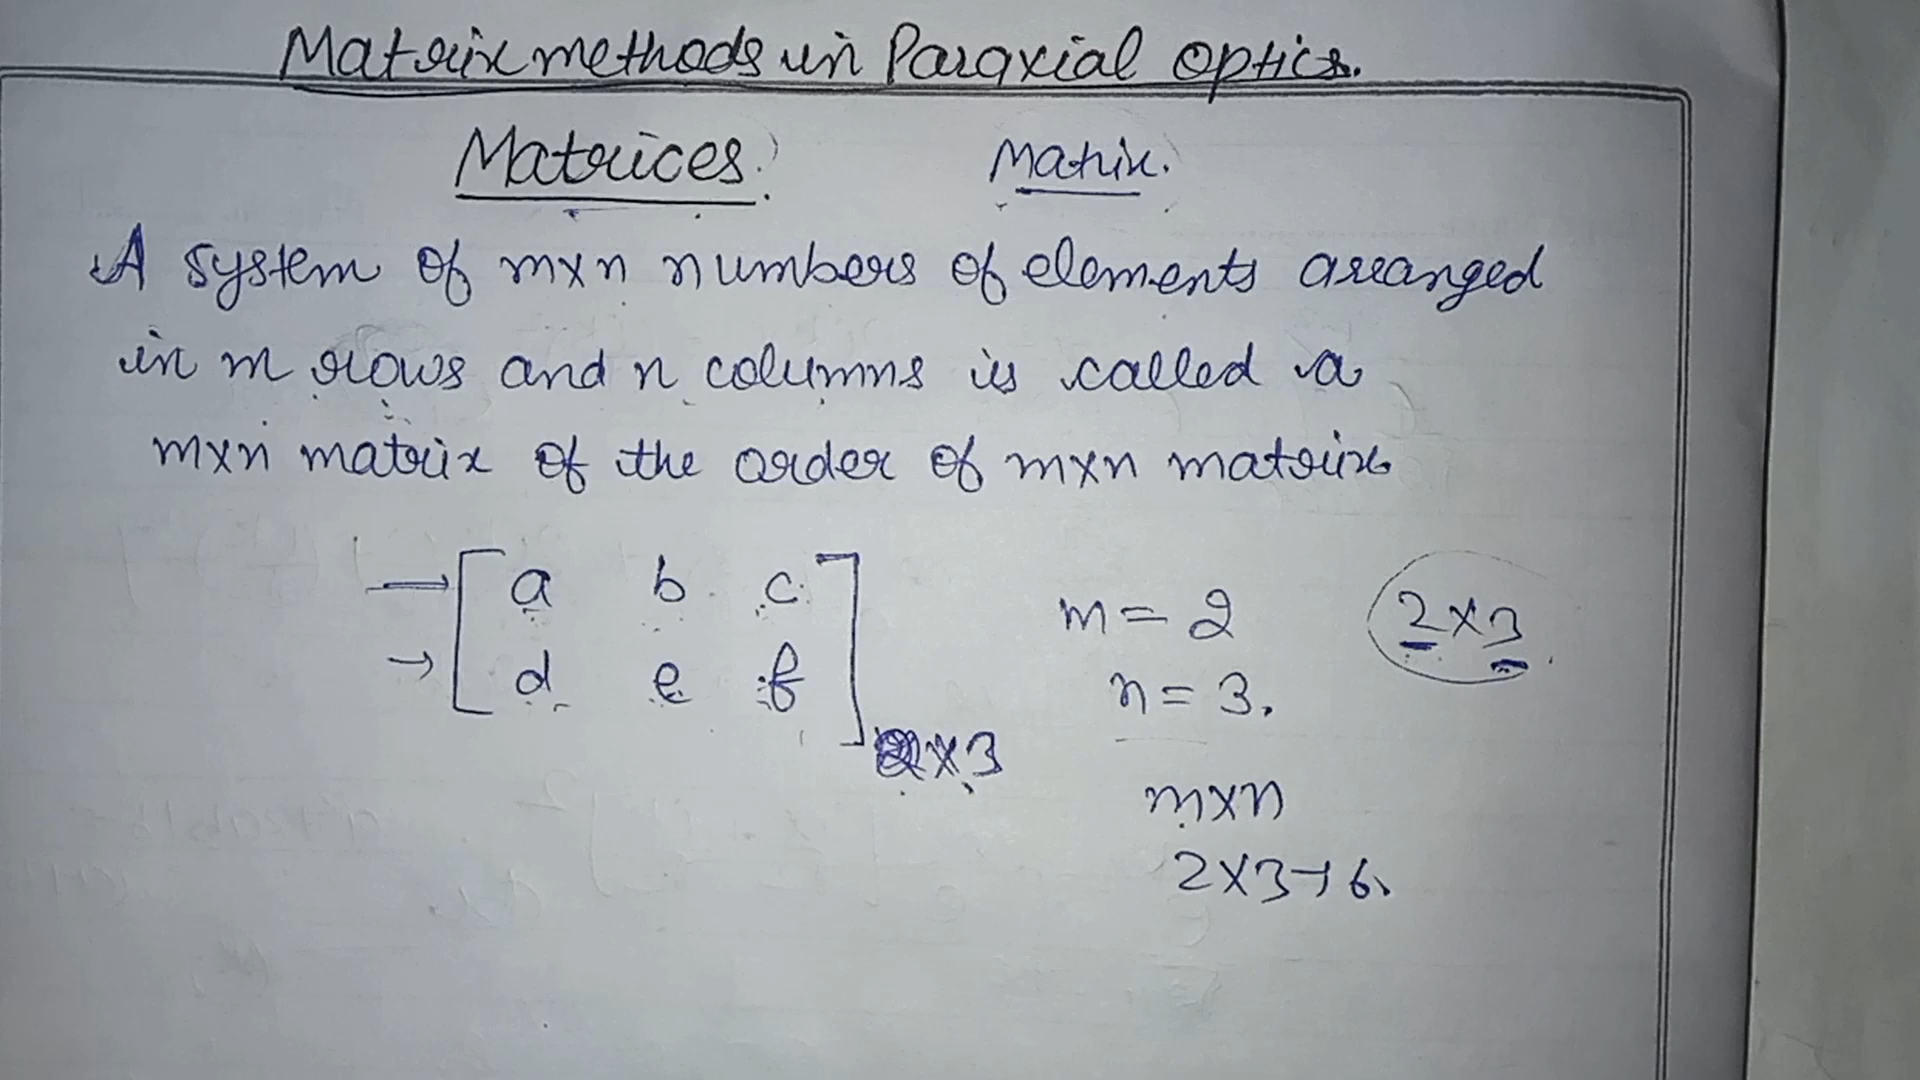 Matrix methods in Paraxial optics.
Matrices: Matrix.
A system of m×n numbers of elements arranged
in m rows and n columns is called a
m×n matrix of the order of m×n matrix
→ [ a b c
→ d e f ] 2×3
m = 2
n = 3.
2×3
m×n
2×3→6